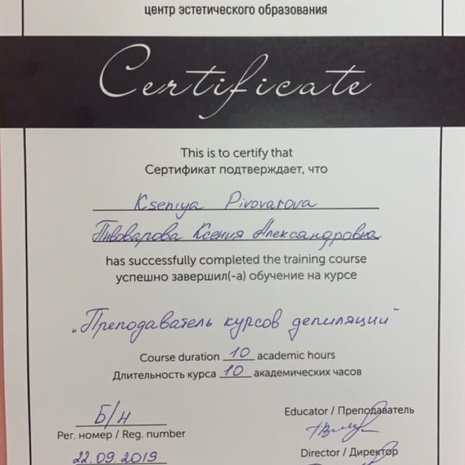 центр эстетического образования
Certificate
This is to certify that
Сертификат подтверждает, что
Kseniya Pivovarova
Пивоварова Ксения Александровна
has successfully completed the training course
успешно завершил(-а) обучение на курсе
„Преподаватель курсов депиляции"
Course duration 10 academic hours
Длительность курса 10 академических часов
Б/н
Educator / Преподаватель
Рег. номер / Reg. number
Director / Директор
22.09.2019